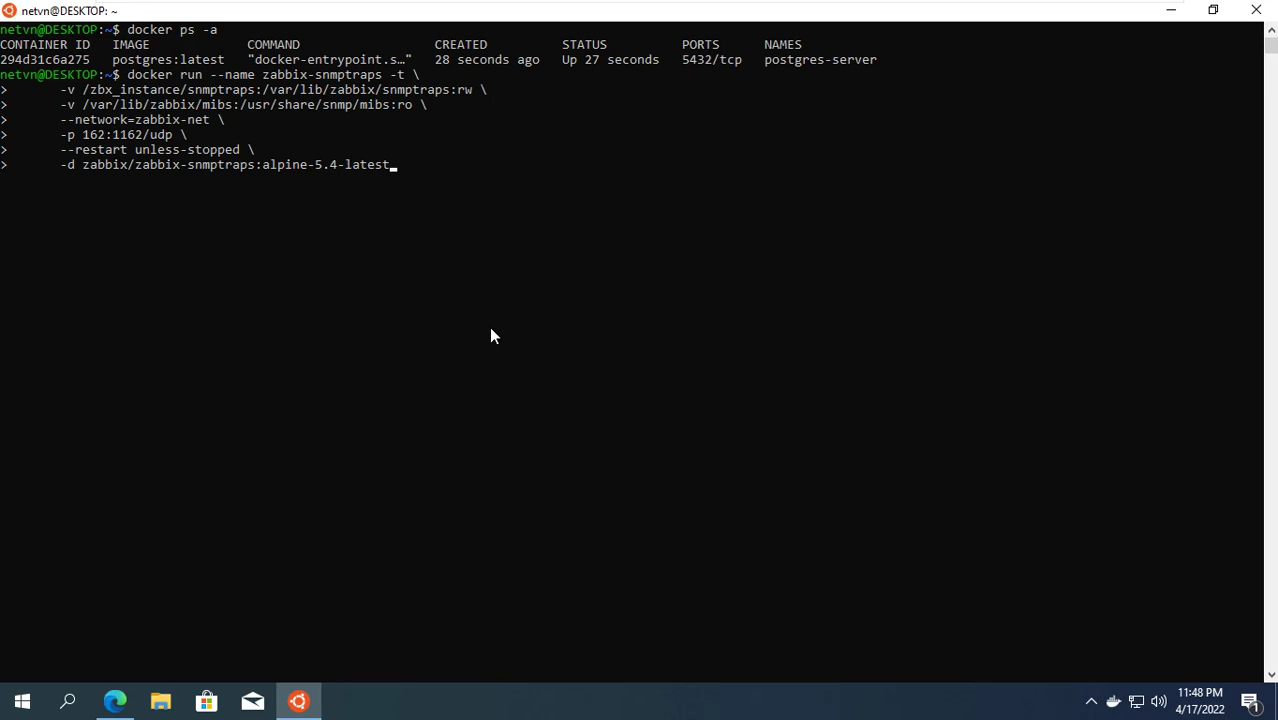 netvn@DESKTOP: ~
netvn@DESKTOP:~$ docker ps -a
CONTAINER ID   IMAGE             COMMAND                  CREATED          STATUS          PORTS      NAMES
294d31c6a275   postgres:latest   "docker-entrypoint.s…"   28 seconds ago   Up 27 seconds   5432/tcp   postgres-server
netvn@DESKTOP:~$ docker run --name zabbix-snmptraps -t \
>       -v /zbx_instance/snmptraps:/var/lib/zabbix/snmptraps:rw \
>       -v /var/lib/zabbix/mibs:/usr/share/snmp/mibs:ro \
>       --network=zabbix-net \
>       -p 162:1162/udp \
>       --restart unless-stopped \
>       -d zabbix/zabbix-snmptraps:alpine-5.4-latest
11:48 PM
4/17/2022
1